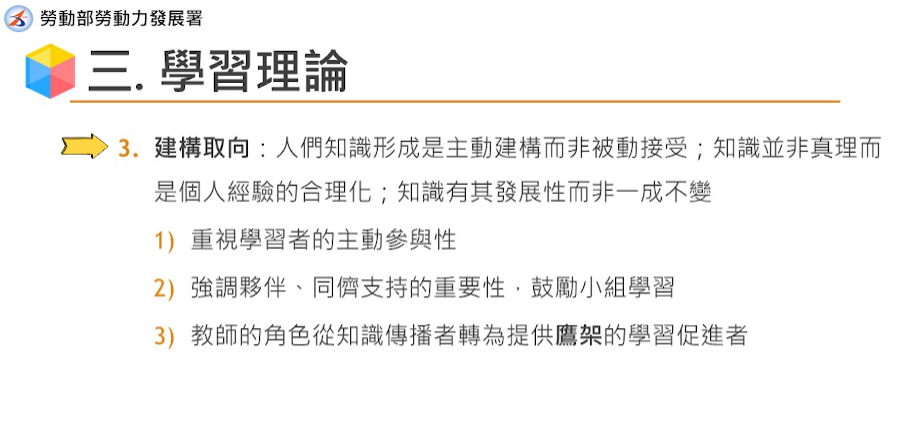 勞動部勞動力發展署
三. 學習理論
3. 建構取向：人們知識形成是主動建構而非被動接受；知識並非真理而
是個人經驗的合理化；知識有其發展性而非一成不變
1) 重視學習者的主動參與性
2) 強調夥伴、同儕支持的重要性，鼓勵小組學習
3) 教師的角色從知識傳播者轉為提供鷹架的學習促進者